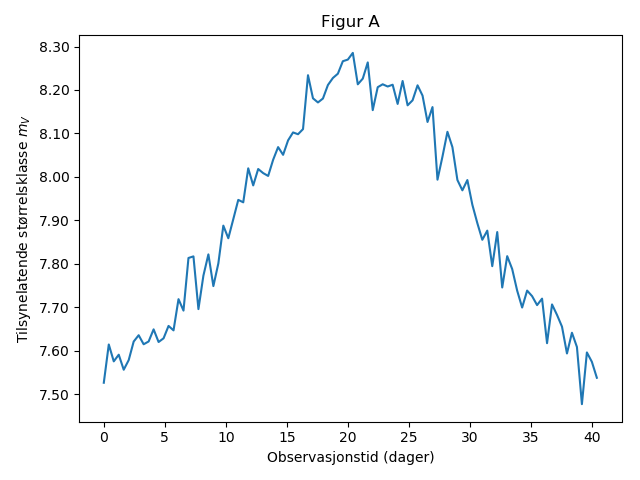 Figur A
Tilsynelatende størrelsklasse $m_V$
8.30
8.20
8.10
8.00
7.90
7.80
7.70
7.60
7.50
0 5 10 15 20 25 30 35 40
Observasjonstid (dager)